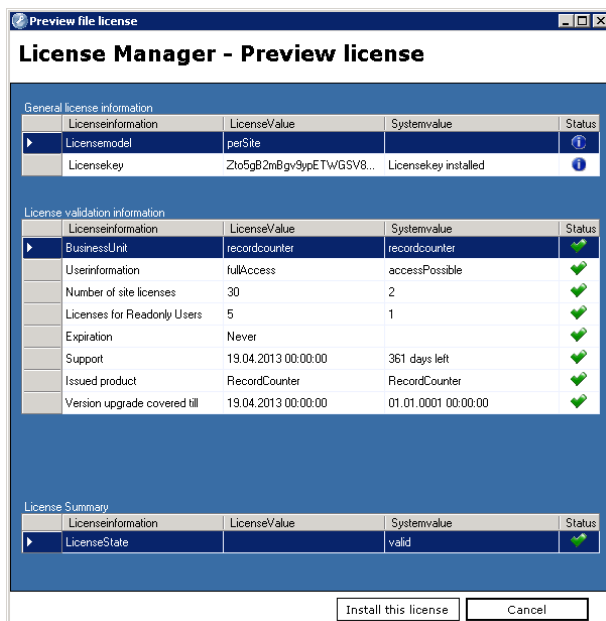 Preview file license
License Manager - Preview license
General license information
Licenseinformation LicenseValue Systemvalue Status
Licensemodel perSite
Licensekey Zto5gB2mBgv9ypETWGSV8... Licensekey installed
License validation information
Licenseinformation LicenseValue Systemvalue Status
BusinessUnit recordcounter recordcounter
Userinformation fullAccess accessPossible
Number of site licenses 30 2
Licenses for Readonly Users 5 1
Expiration Never
Support 19.04.2013 00:00:00 361 days left
Issued product RecordCounter RecordCounter
Version upgrade covered till 19.04.2013 00:00:00 01.01.0001 00:00:00
License Summary
Licenseinformation LicenseValue Systemvalue Status
LicenseState valid
Install this license Cancel